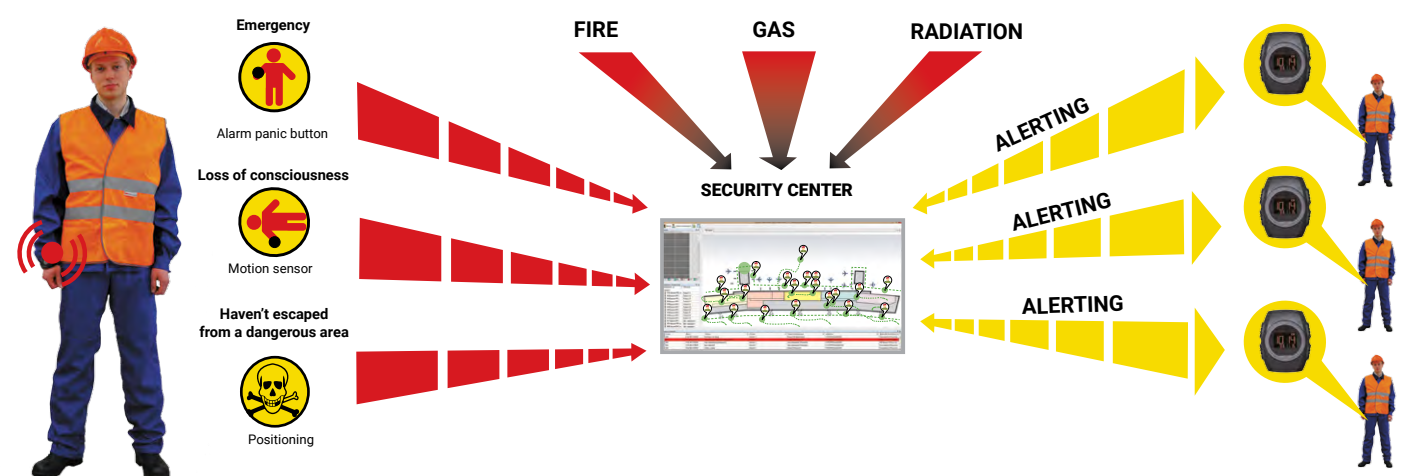 Emergency
Alarm panic button
Loss of consciousness
Motion sensor
Haven’t escaped
from a dangerous area
Positioning
FIRE
GAS
RADIATION
SECURITY CENTER
ALERTING
ALERTING
ALERTING